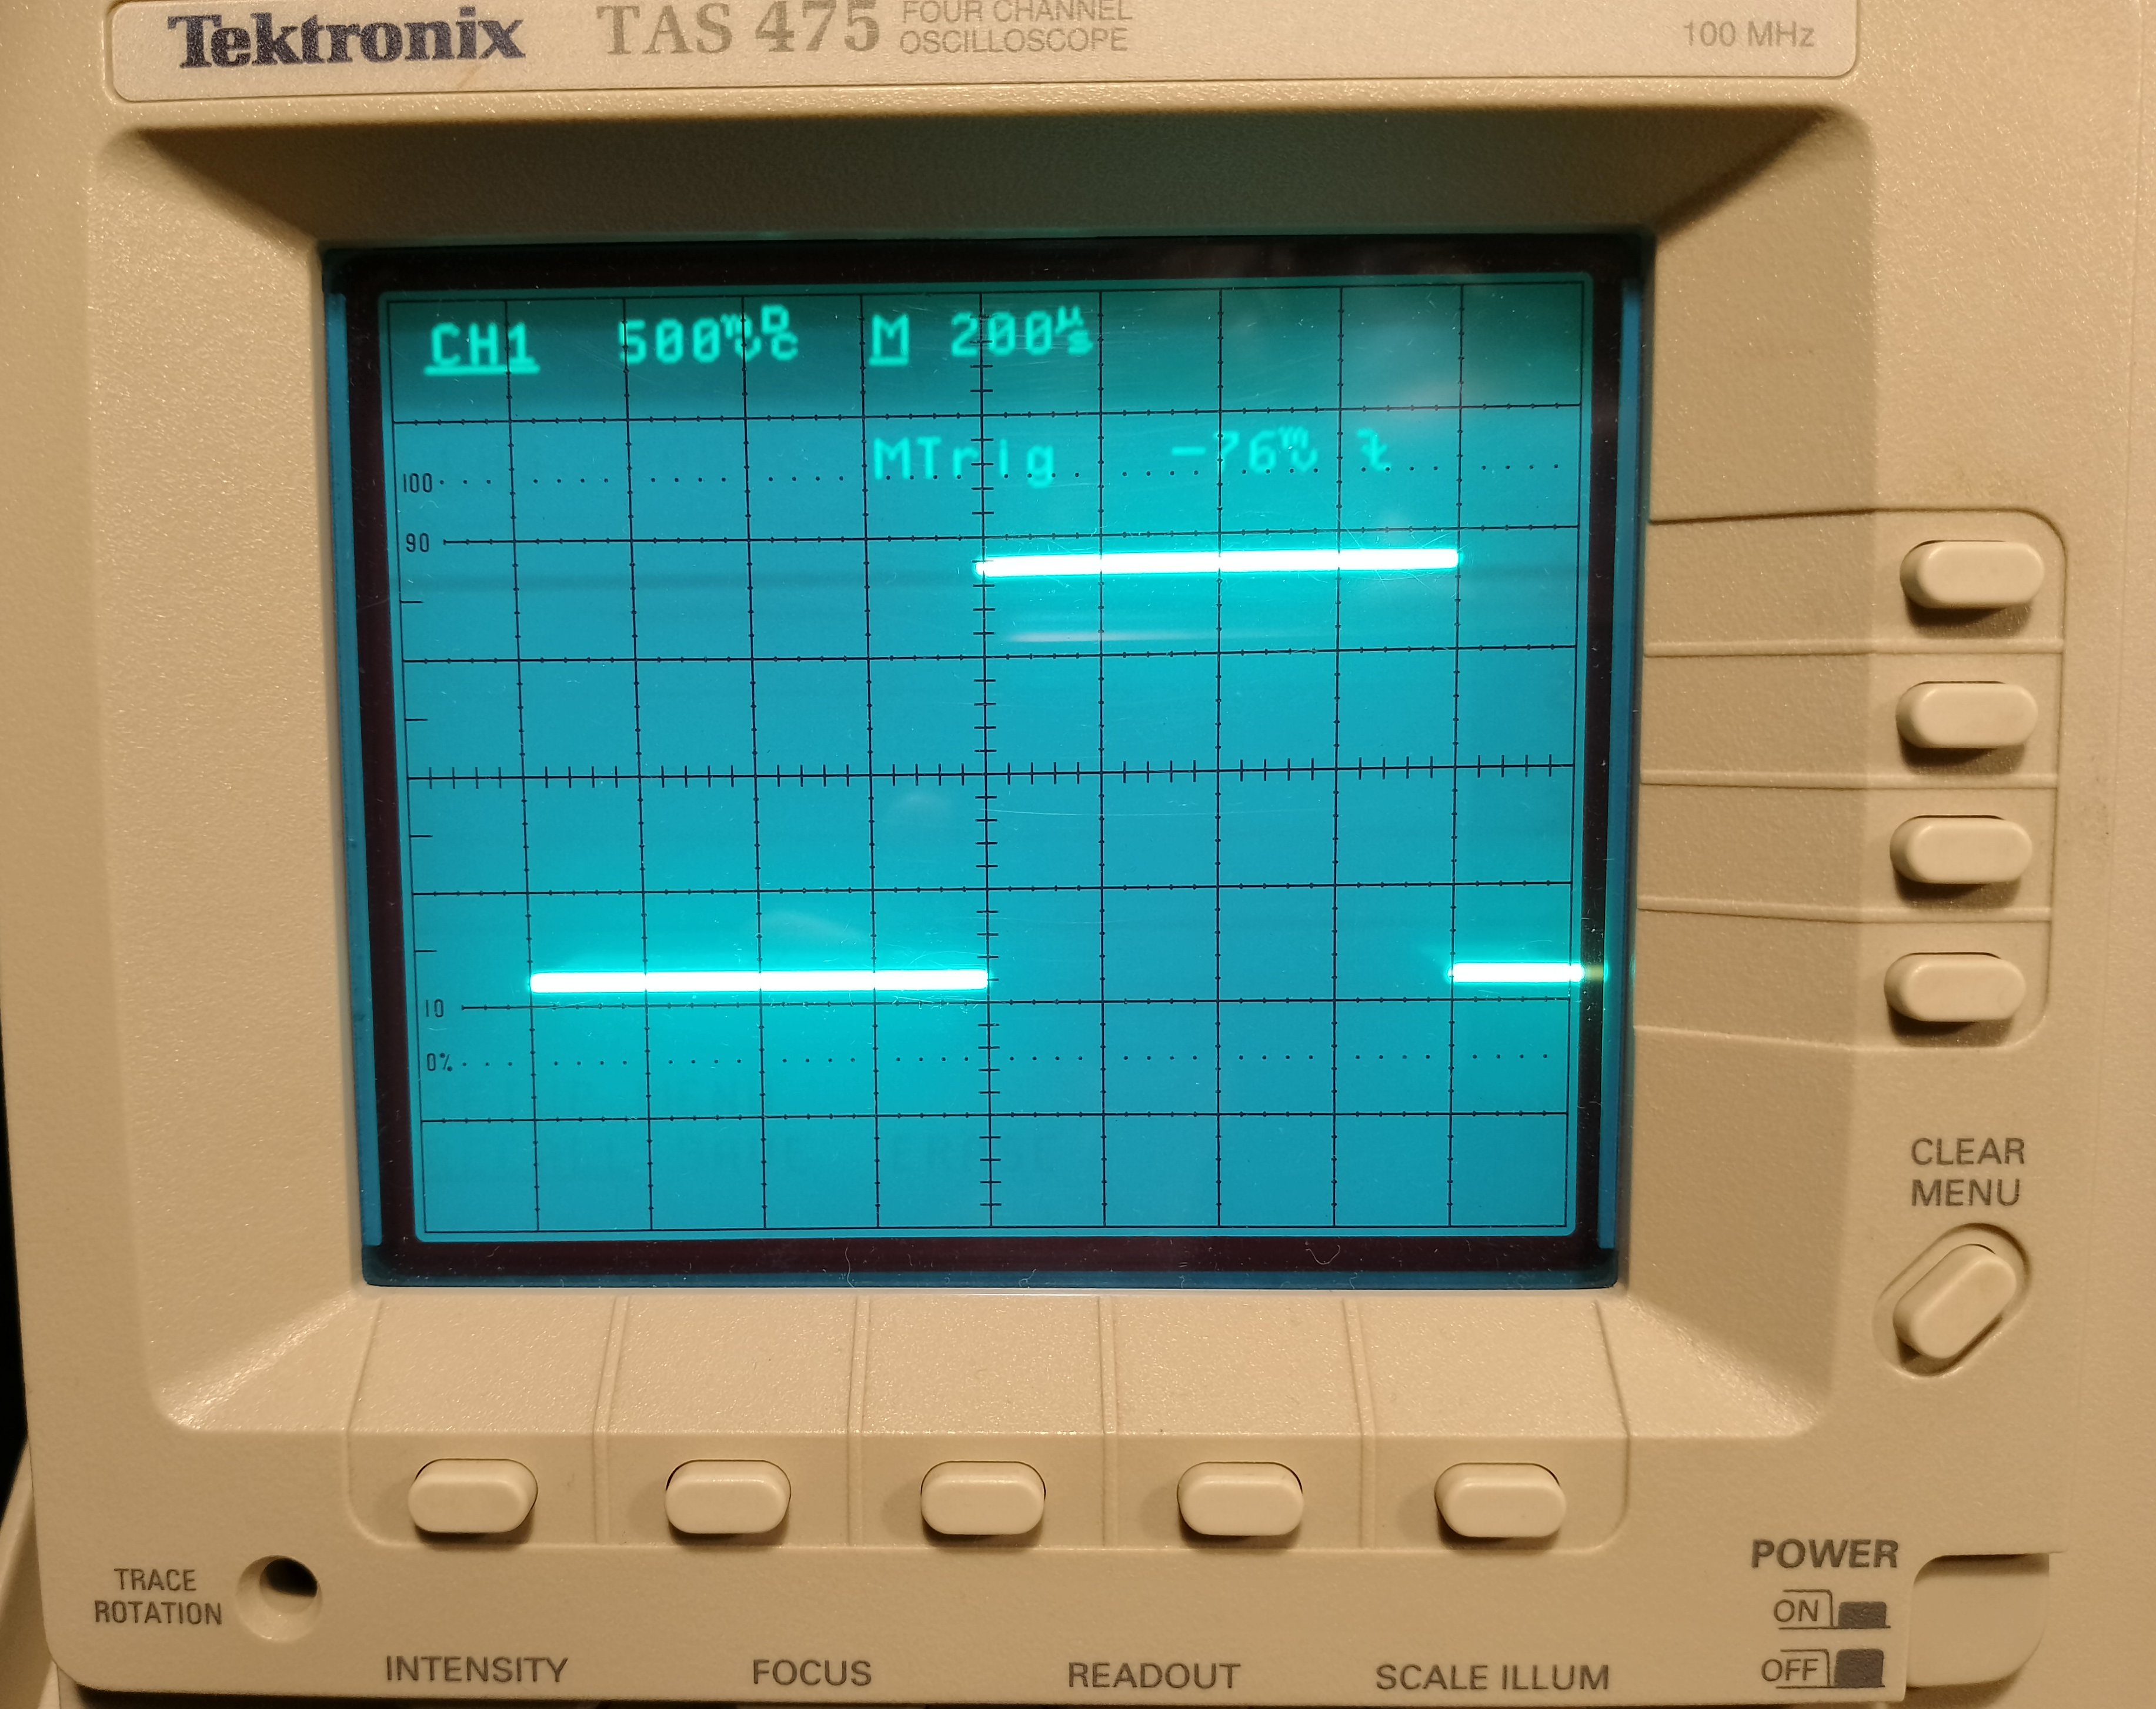 Tektronix TAS 475 FOUR CHANNEL OSCILLOSCOPE 100 MHz
CH1 500mV DC M 200µs
MTrig -76mV
100
90
10
0%
CLEAR
MENU
TRACE
ROTATION
INTENSITY FOCUS READOUT SCALE ILLUM
POWER
ON
OFF